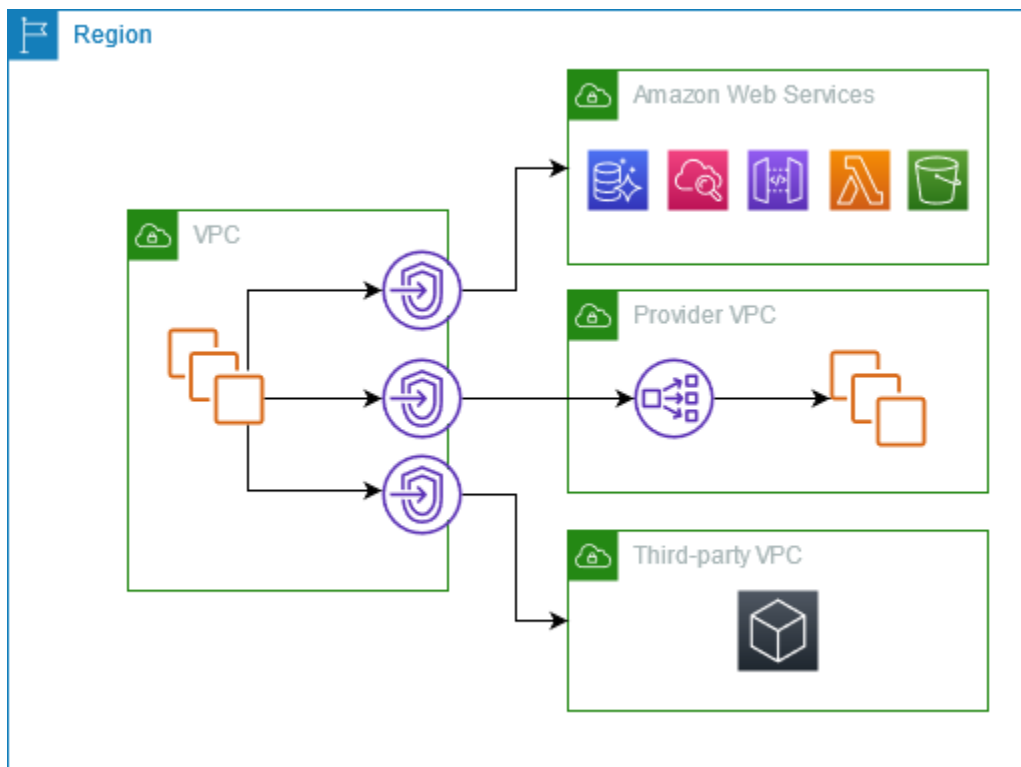 Region
Amazon Web Services
VPC
Provider VPC
Third-party VPC